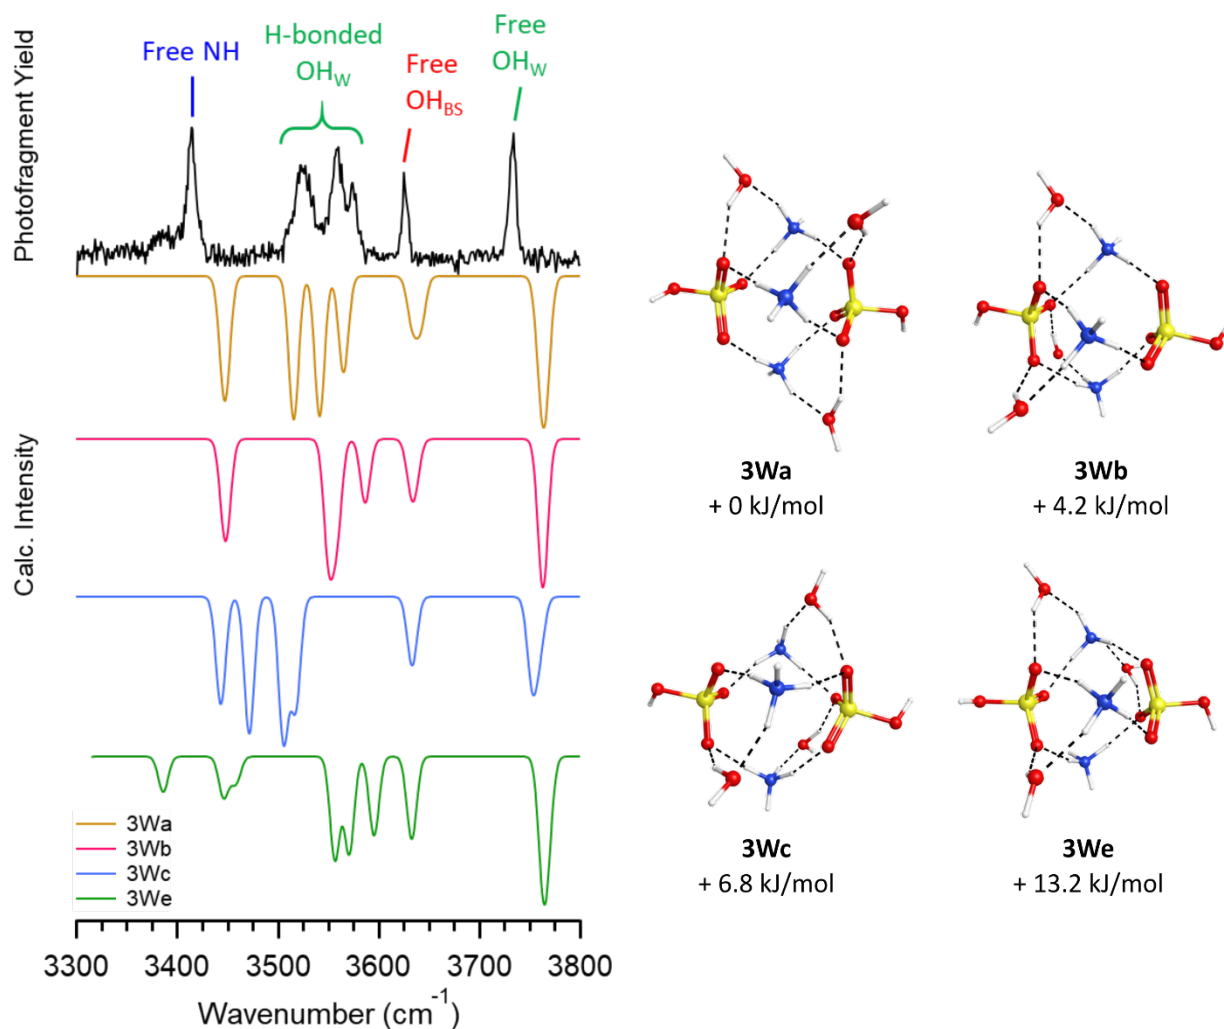 Photofragment Yield
Free NH
H-bonded
OHW
Free
OHBS
Free
OHW
Calc. Intensity
3Wa
3Wb
3Wc
3We
3300 3400 3500 3600 3700 3800
Wavenumber (cm-1)
3Wa
+ 0 kJ/mol
3Wb
+ 4.2 kJ/mol
3Wc
+ 6.8 kJ/mol
3We
+ 13.2 kJ/mol